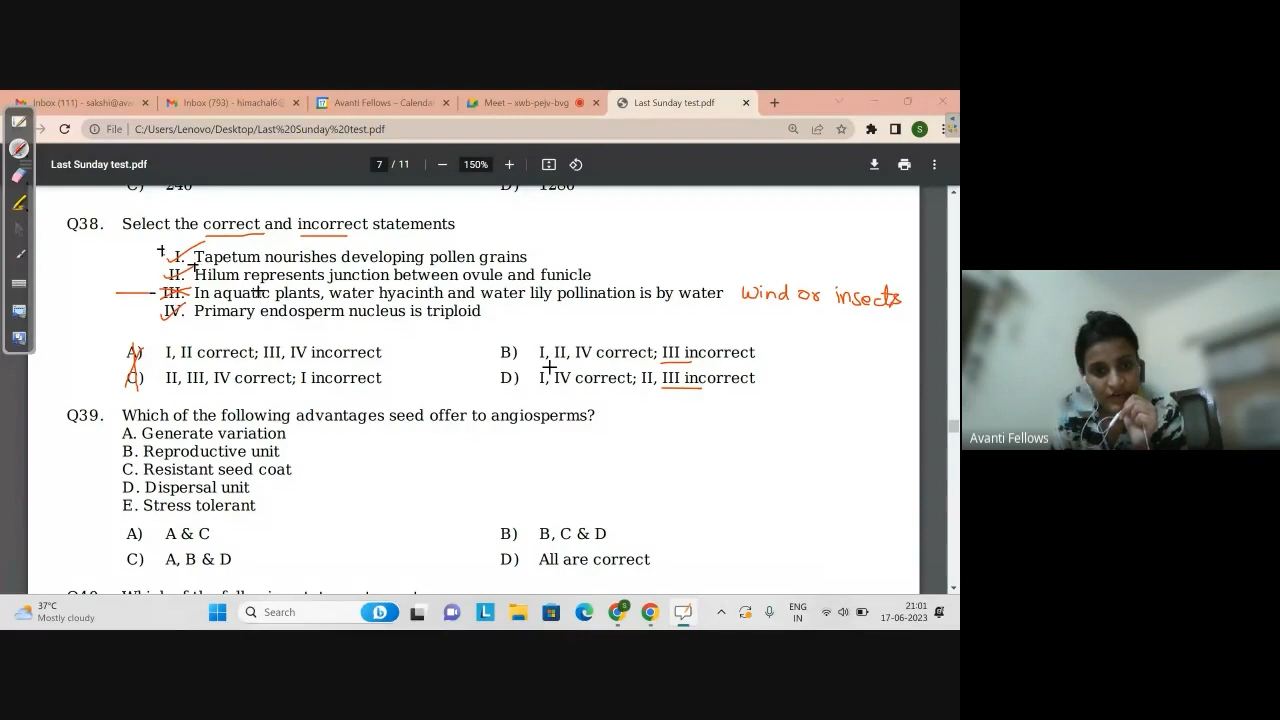 Inbox (111) – sakshi@ava
Inbox (793) – himachal6@
Avanti Fellows – Calenda
Meet – xwb-pejv-bvg
Last Sunday test.pdf
File
C:/Users/Lenovo/Desktop/Last%20Sunday%20test.pdf
S
Last Sunday test.pdf
7 / 11
150%
C) 240
D) 1280
Q38. Select the correct and incorrect statements
I. Tapetum nourishes developing pollen grains
II. Hilum represents junction between ovule and funicle
III. In aquatic plants, water hyacinth and water lily pollination is by water wind or insects
IV. Primary endosperm nucleus is triploid
A) I, II correct; III, IV incorrect
B) I, II, IV correct; III incorrect
C) II, III, IV correct; I incorrect
D) I, IV correct; II, III incorrect
Q39. Which of the following advantages seed offer to angiosperms?
A. Generate variation
B. Reproductive unit
C. Resistant seed coat
D. Dispersal unit
E. Stress tolerant
A) A & C
B) B, C & D
C) A, B & D
D) All are correct
Avanti Fellows
37°C
Mostly cloudy
Search
ENG
IN
21:01
17-06-2023